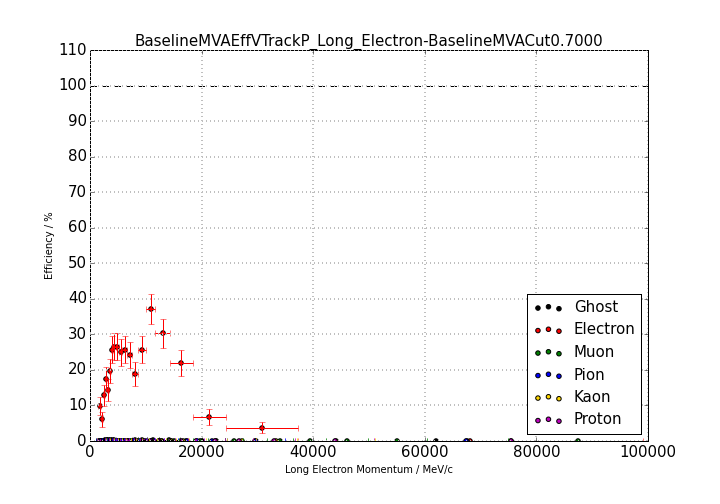 BaselineMVAEffVTrackP_Long_Electron-BaselineMVACut0.7000
110
100
90
80
70
60
50
40
30
20
10
0
Efficiency / %
Ghost
Electron
Muon
Pion
Kaon
Proton
0 20000 40000 60000 80000 100000
Long Electron Momentum / MeV/c